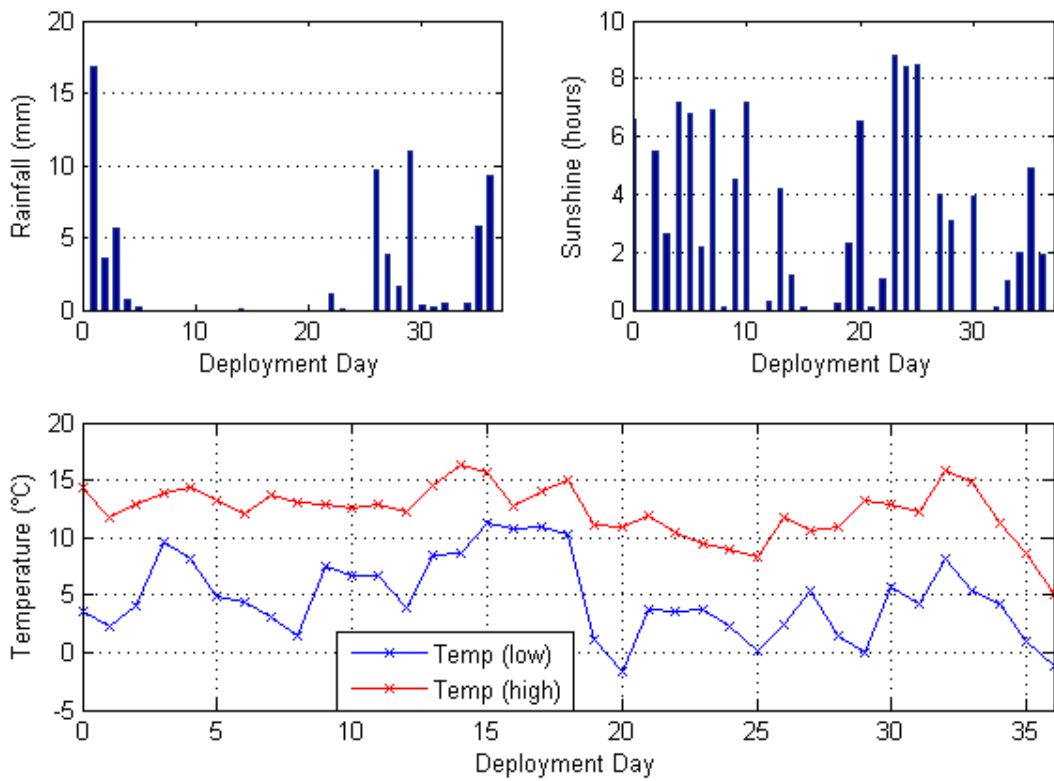 Rainfall (mm)
20
15
10
5
0
0 10 20 30
Deployment Day
Sunshine (hours)
10
8
6
4
2
0
0 10 20 30
Deployment Day
Temperature (°C)
20
15
10
5
0
-5
Temp (low)
Temp (high)
0 5 10 15 20 25 30 35
Deployment Day